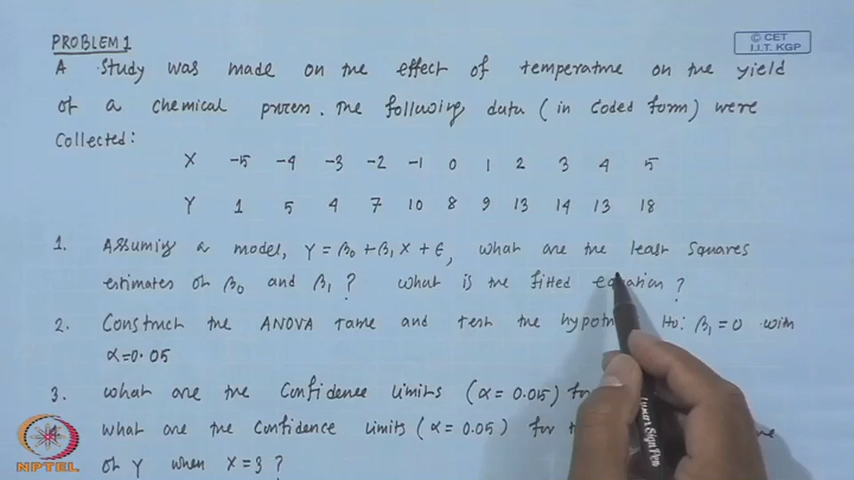 PROBLEM 1
© CET
I.I.T. KGP
A Study was made on the effect of temperature on the yield
of a chemical process. The following data (in Coded form) were
Collected:
X -5 -4 -3 -2 -1 0 1 2 3 4 5
Y 1 5 4 7 10 8 9 13 14 13 18
1. Assuming a model, Y = β0 + β1 X + ϵ, what are the least squares
estimates of β0 and β1? what is the fitted equation?
2. Construct the ANOVA table and test the H0: β1 = 0 with
α=0.05
3. what are the Confidence limits (α = 0.05)
4. what are the Confidence limits (α = 0.05) for
of Y when X=3?
NPTEL